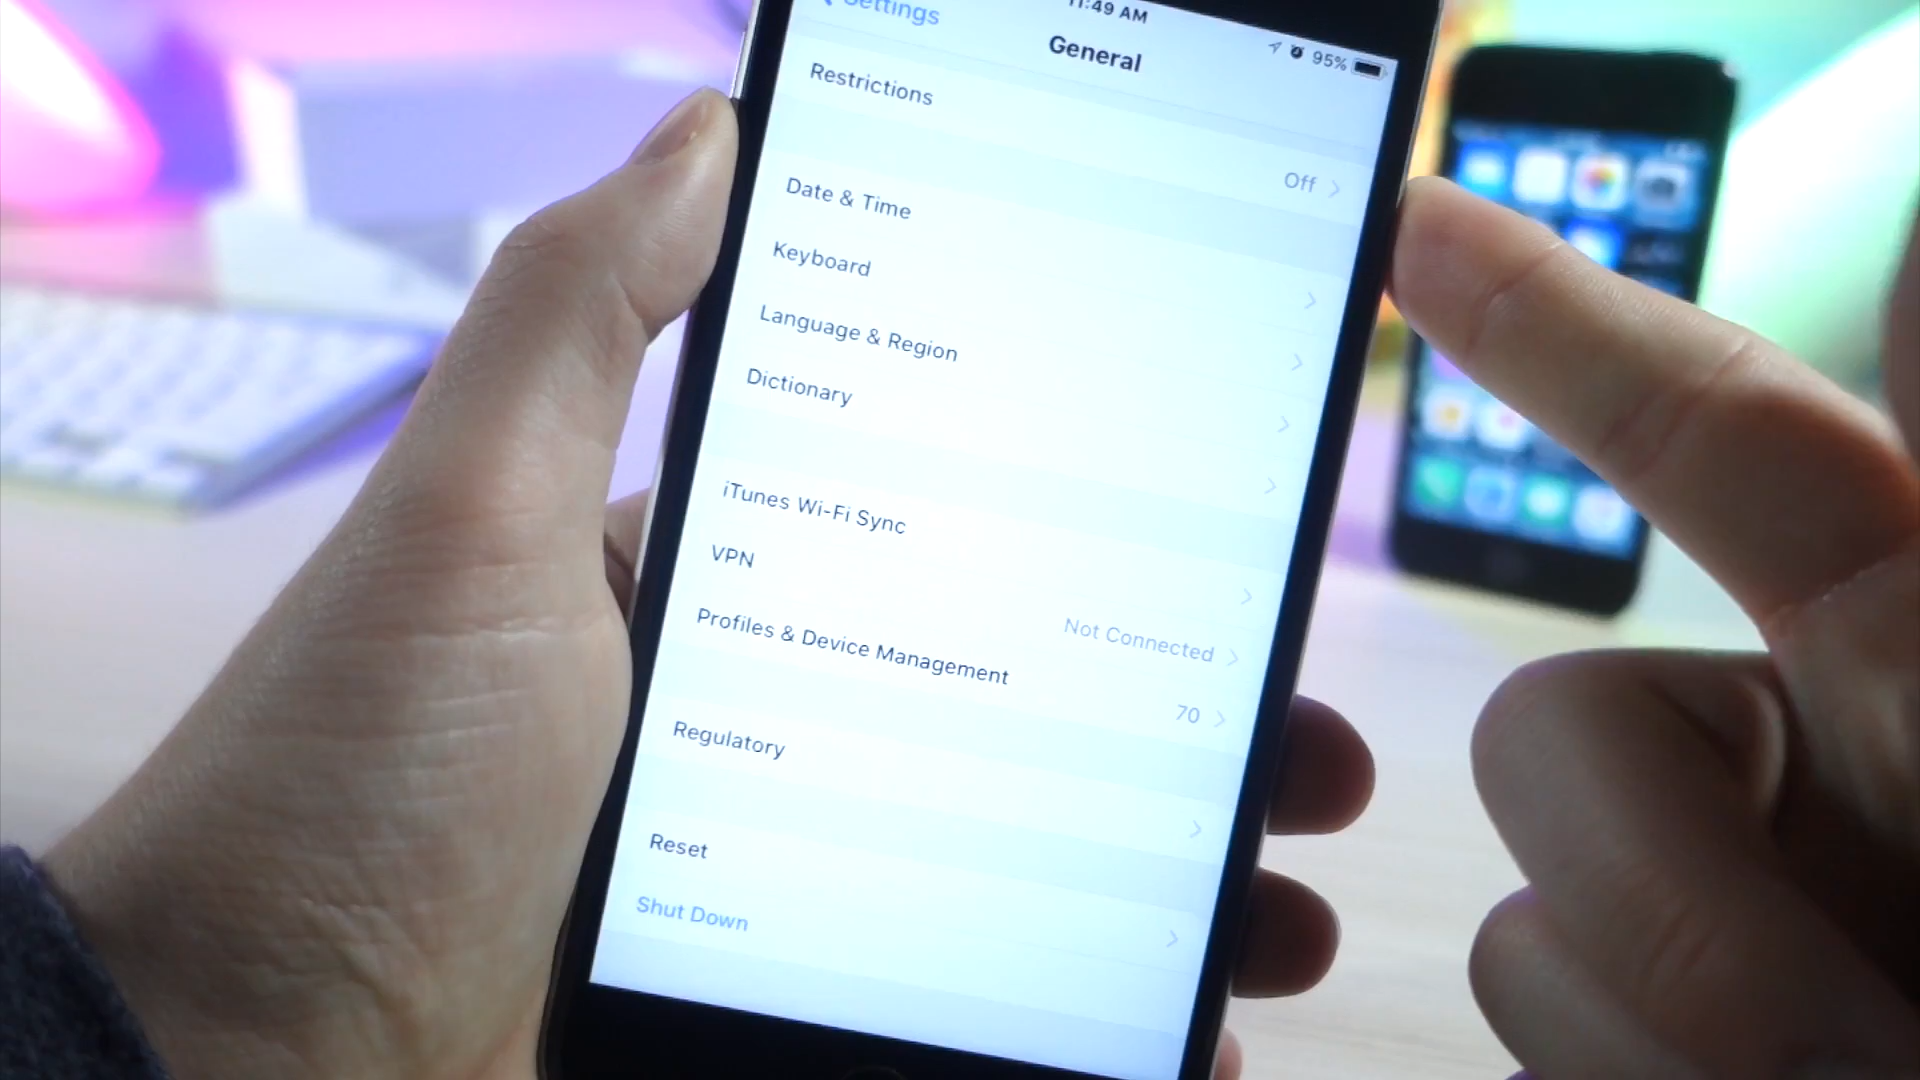 Settings
11:49 AM
95%
General
Restrictions
Off
Date & Time
Keyboard
Language & Region
Dictionary
iTunes Wi-Fi Sync
VPN
Not Connected
Profiles & Device Management
70
Regulatory
Reset
Shut Down